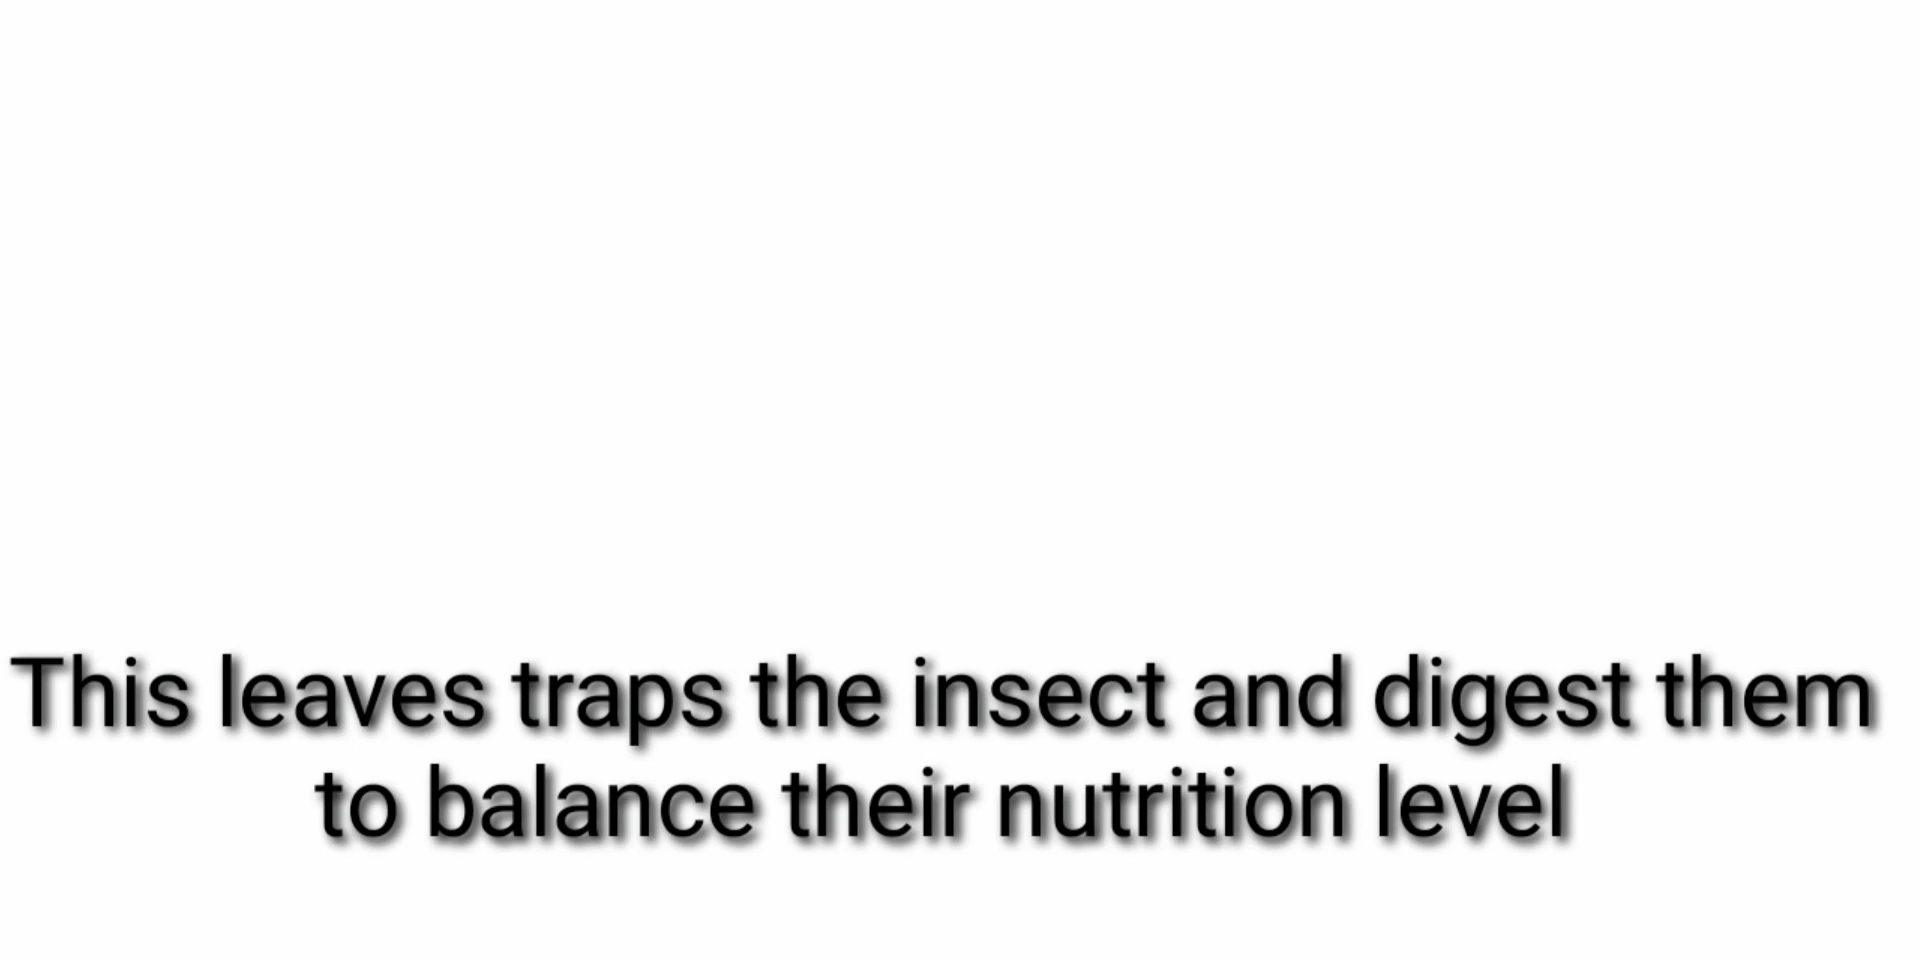 This leaves traps the insect and digest them
to balance their nutrition level